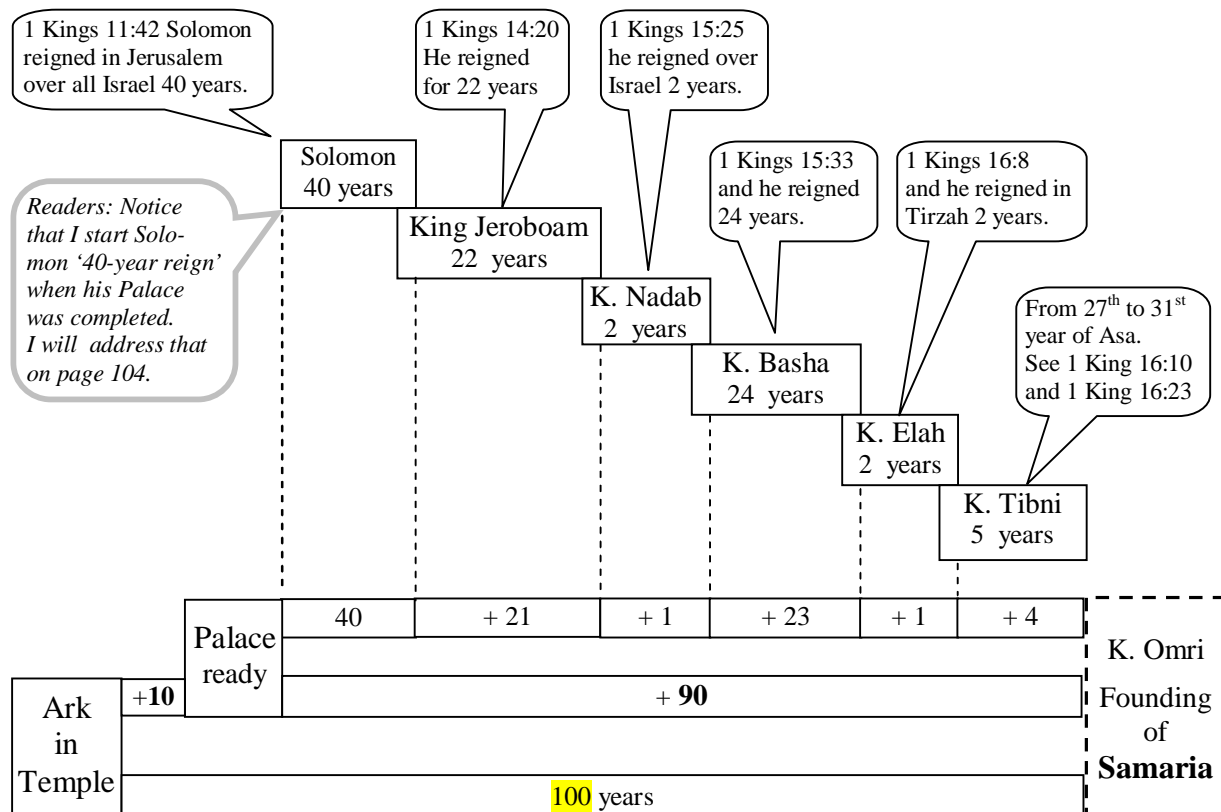 1 Kings 11:42 Solomon
reigned in Jerusalem
over all Israel 40 years.
1 Kings 14:20
He reigned
for 22 years
1 Kings 15:25
he reigned over
Israel 2 years.
Solomon
40 years
1 Kings 15:33
and he reigned
24 years.
1 Kings 16:8
and he reigned in
Tirzah 2 years.
Readers: Notice
that I start Solo-
mon ‘40-year reign’
when his Palace
was completed.
I will address that
on page 104.
King Jeroboam
22 years
K. Nadab
2 years
From 27th to 31st
year of Asa.
See 1 King 16:10
and 1 King 16:23
K. Basha
24 years
K. Elah
2 years
K. Tibni
5 years
Palace
ready
40
+ 21
+ 1
+ 23
+ 1
+ 4
K. Omri
Founding
of
Samaria
Ark
in
Temple
+10
+ 90
100 years